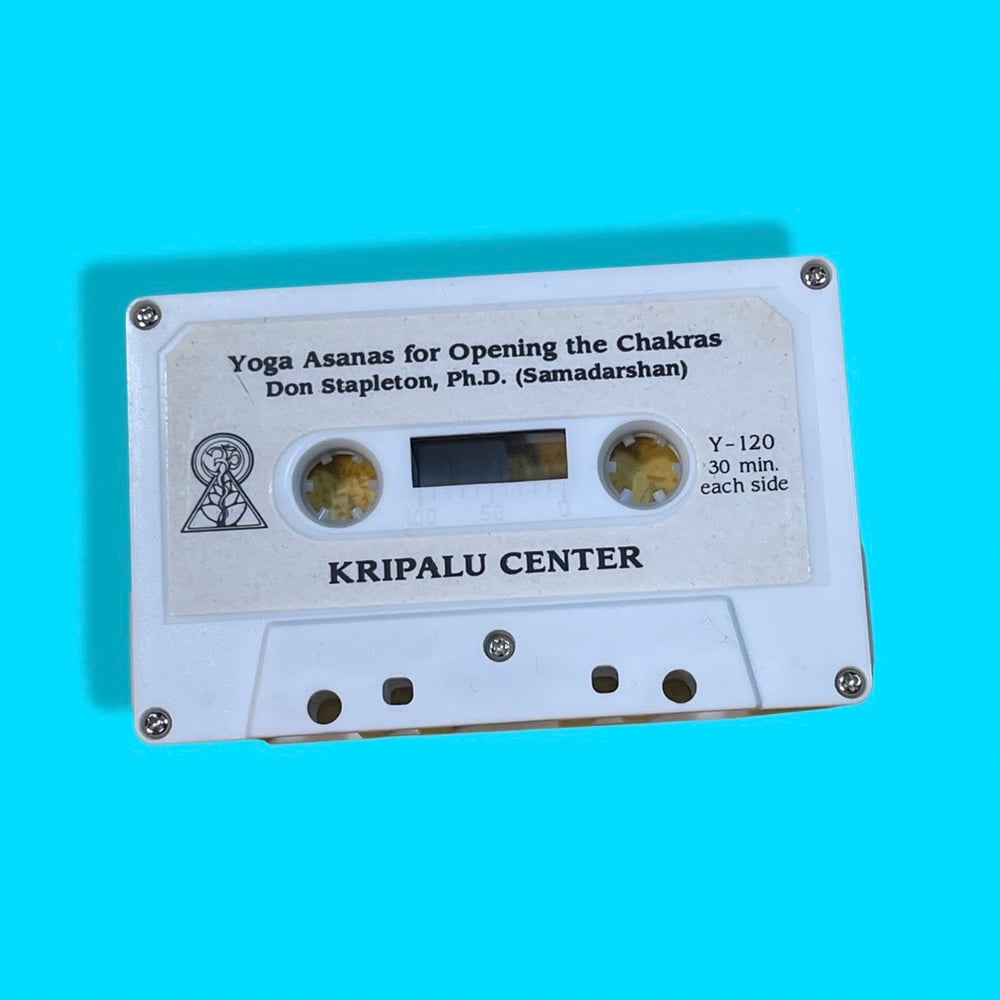 Yoga Asanas for Opening the Chakras
Don Stapleton, Ph.D. (Samadarshan)
ॐ
Y-120
30 min.
each side
100 50 0
KRIPALU CENTER